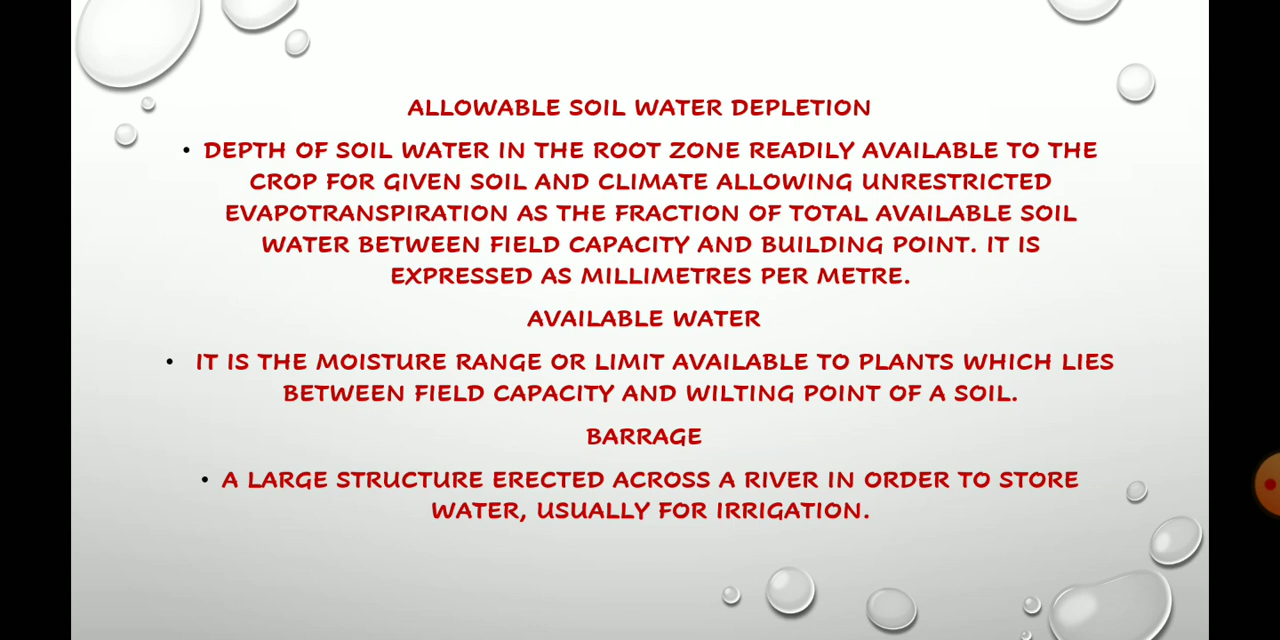 ALLOWABLE SOIL WATER DEPLETION
• DEPTH OF SOIL WATER IN THE ROOT ZONE READILY AVAILABLE TO THE
CROP FOR GIVEN SOIL AND CLIMATE ALLOWING UNRESTRICTED
EVAPOTRANSPIRATION AS THE FRACTION OF TOTAL AVAILABLE SOIL
WATER BETWEEN FIELD CAPACITY AND BUILDING POINT. IT IS
EXPRESSED AS MILLIMETRES PER METRE.
AVAILABLE WATER
• IT IS THE MOISTURE RANGE OR LIMIT AVAILABLE TO PLANTS WHICH LIES
BETWEEN FIELD CAPACITY AND WILTING POINT OF A SOIL.
BARRAGE
• A LARGE STRUCTURE ERECTED ACROSS A RIVER IN ORDER TO STORE
WATER, USUALLY FOR IRRIGATION.